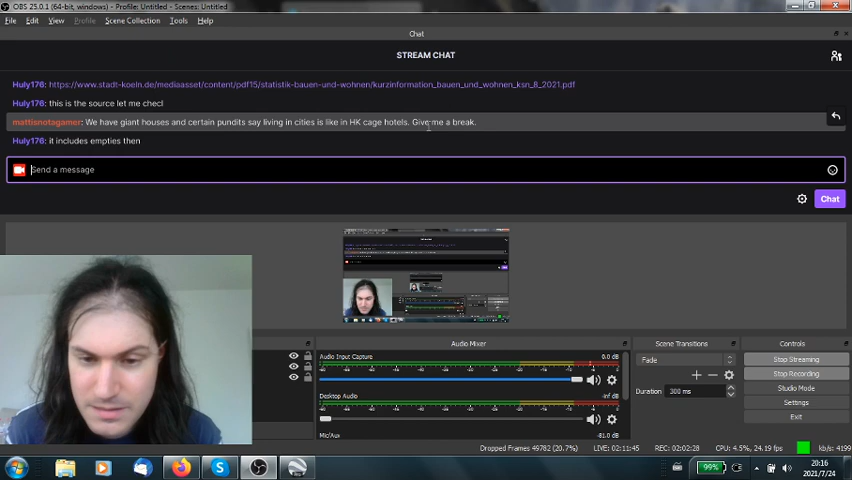 OBS 25.0.1 (64-bit, windows) - Profile: Untitled - Scenes: Untitled
File Edit View Profile Scene Collection Tools Help
Chat
STREAM CHAT
Huly176: https://www.stadt-koeln.de/mediaasset/content/pdf15/statistik-bauen-und-wohnen/kurzinformation_bauen_und_wohnen_ksn_8_2021.pdf
Huly176: this is the source let me checl
mattisnotagamer: We have giant houses and certain pundits say living in cities is like in HK cage hotels. Give me a break.
Huly176: it includes empties then
Send a message
Chat
Audio Mixer
Scene Transitions
Controls
Audio Input Capture 0.0 dB
Fade
Stop Streaming
Stop Recording
Desktop Audio -inf dB
Duration 300 ms
Studio Mode
Settings
Mic/Aux -81.0 dB
Exit
Dropped Frames 49782 (20.7%) LIVE: 02:11:45 REC: 02:02:28 CPU: 4.5%, 24.19 fps kb/s: 4199
99%
20:16
2021/7/24